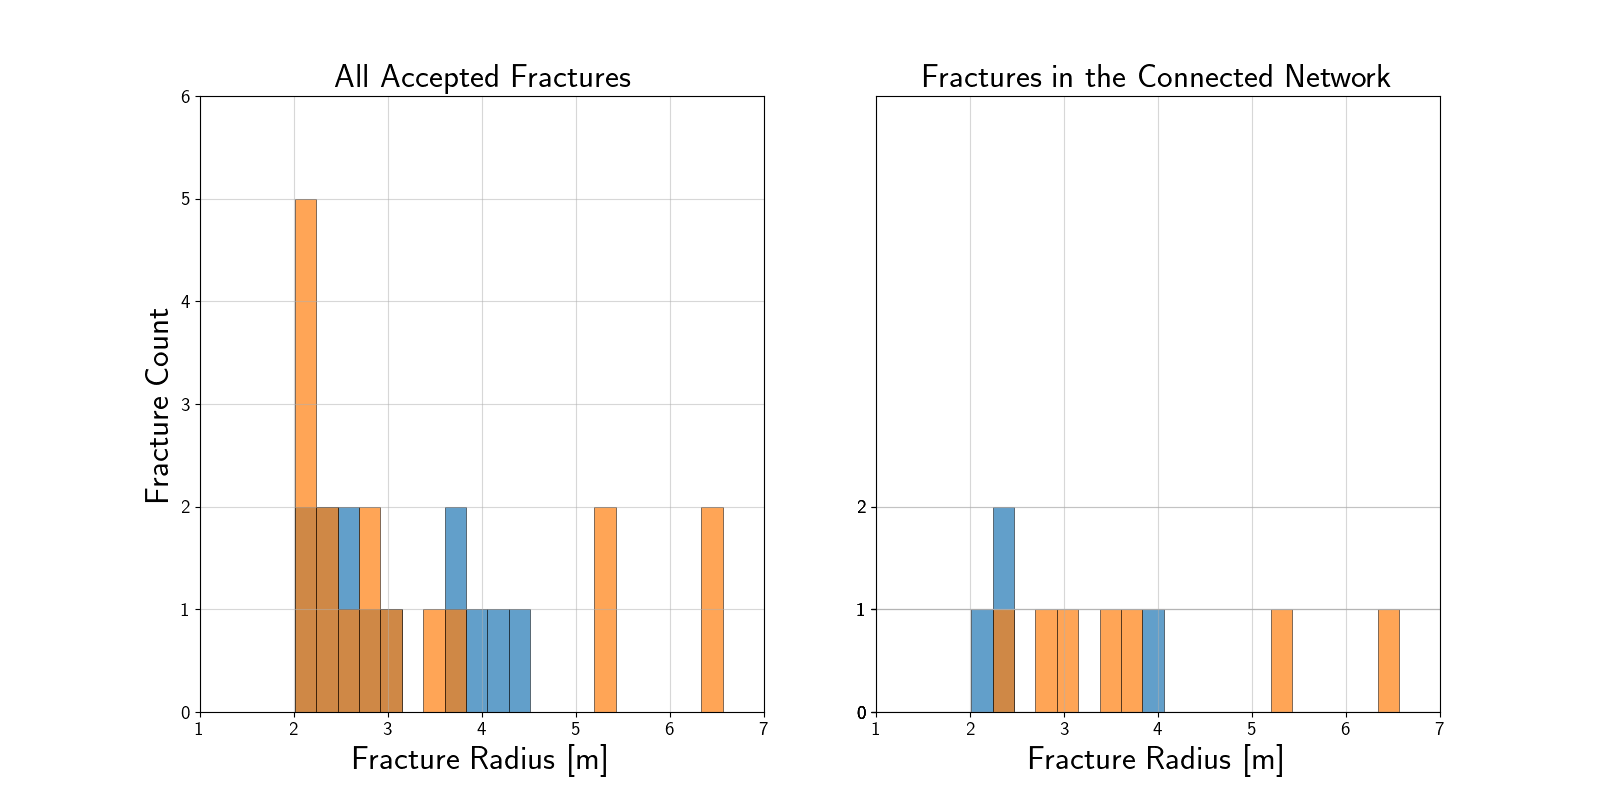 All Accepted Fractures
6
5
4
3
2
1
0
Fracture Count
1 2 3 4 5 6 7
Fracture Radius [m]
Fractures in the Connected Network
2
1
0
1 2 3 4 5 6 7
Fracture Radius [m]